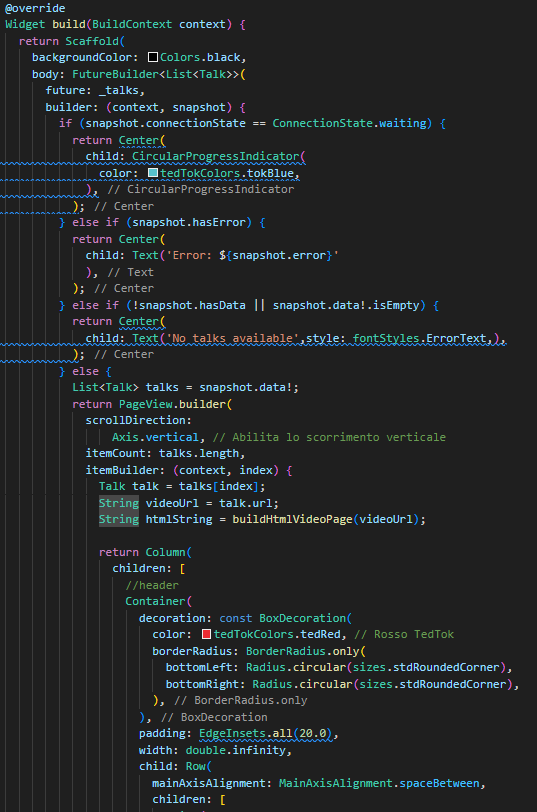 @override
Widget build(BuildContext context) {
  return Scaffold(
    backgroundColor: Colors.black,
    body: FutureBuilder<List<Talk>>(
      future: _talks,
      builder: (context, snapshot) {
        if (snapshot.connectionState == ConnectionState.waiting) {
          return Center(
            child: CircularProgressIndicator(
              color: tedTokColors.tokBlue,
            ), // CircularProgressIndicator
          ); // Center
        } else if (snapshot.hasError) {
          return Center(
            child: Text('Error: ${snapshot.error}'
            ), // Text
          ); // Center
        } else if (!snapshot.hasData || snapshot.data!.isEmpty) {
          return Center(
            child: Text('No talks available',style: fontStyles.ErrorText,),
          ); // Center
        } else {
          List<Talk> talks = snapshot.data!;
          return PageView.builder(
            scrollDirection:
                Axis.vertical, // Abilita lo scorrimento verticale
            itemCount: talks.length,
            itemBuilder: (context, index) {
              Talk talk = talks[index];
              String videoUrl = talk.url;
              String htmlString = buildHtmlVideoPage(videoUrl);

              return Column(
                children: [
                  //header
                  Container(
                    decoration: const BoxDecoration(
                      color: tedTokColors.tedRed, // Rosso TedTok
                      borderRadius: BorderRadius.only(
                        bottomLeft: Radius.circular(sizes.stdRoundedCorner),
                        bottomRight: Radius.circular(sizes.stdRoundedCorner),
                      ), // BorderRadius.only
                    ), // BoxDecoration
                    padding: EdgeInsets.all(20.0),
                    width: double.infinity,
                    child: Row(
                      mainAxisAlignment: MainAxisAlignment.spaceBetween,
                      children: [